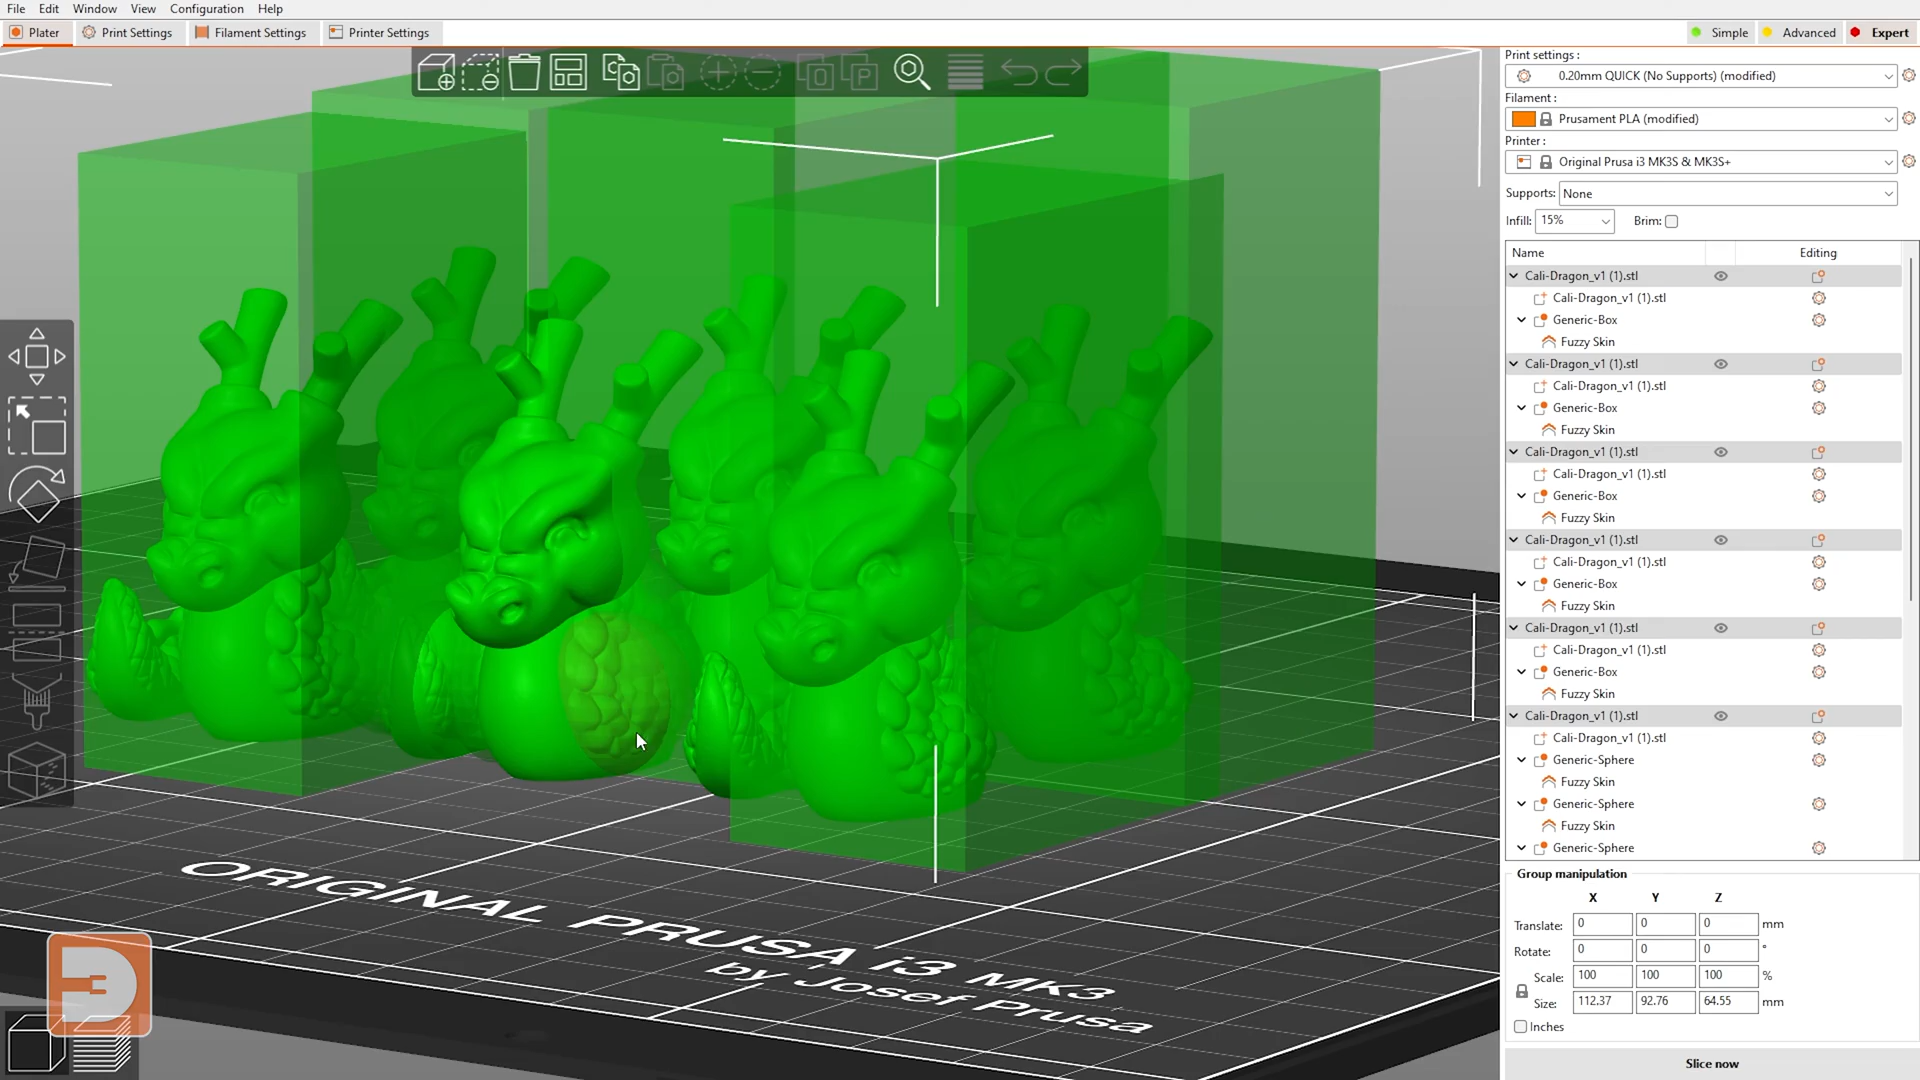 File Edit Window View Configuration Help
Plater Print Settings Filament Settings Printer Settings Simple Advanced Expert
Print settings :
0.20mm QUICK (No Supports) (modified)
Filament :
Prusament PLA (modified)
Printer :
Original Prusa i3 MK3S & MK3S+
Supports: None
Infill: 15% Brim:
Name Editing
Cali-Dragon_v1 (1).stl
Cali-Dragon_v1 (1).stl
Generic-Box
Fuzzy Skin
Cali-Dragon_v1 (1).stl
Cali-Dragon_v1 (1).stl
Generic-Box
Fuzzy Skin
Cali-Dragon_v1 (1).stl
Cali-Dragon_v1 (1).stl
Generic-Box
Fuzzy Skin
Cali-Dragon_v1 (1).stl
Cali-Dragon_v1 (1).stl
Generic-Box
Fuzzy Skin
Cali-Dragon_v1 (1).stl
Cali-Dragon_v1 (1).stl
Generic-Box
Fuzzy Skin
Cali-Dragon_v1 (1).stl
Cali-Dragon_v1 (1).stl
Generic-Sphere
Fuzzy Skin
Generic-Sphere
Fuzzy Skin
Generic-Sphere
Group manipulation
X Y Z
Translate: 0 0 0 mm
Rotate: 0 0 0 °
Scale: 100 100 100 %
Size: 112.37 92.76 64.55 mm
Inches
Slice now
ORIGINAL PRUSA i3 MK3
by Josef Prusa